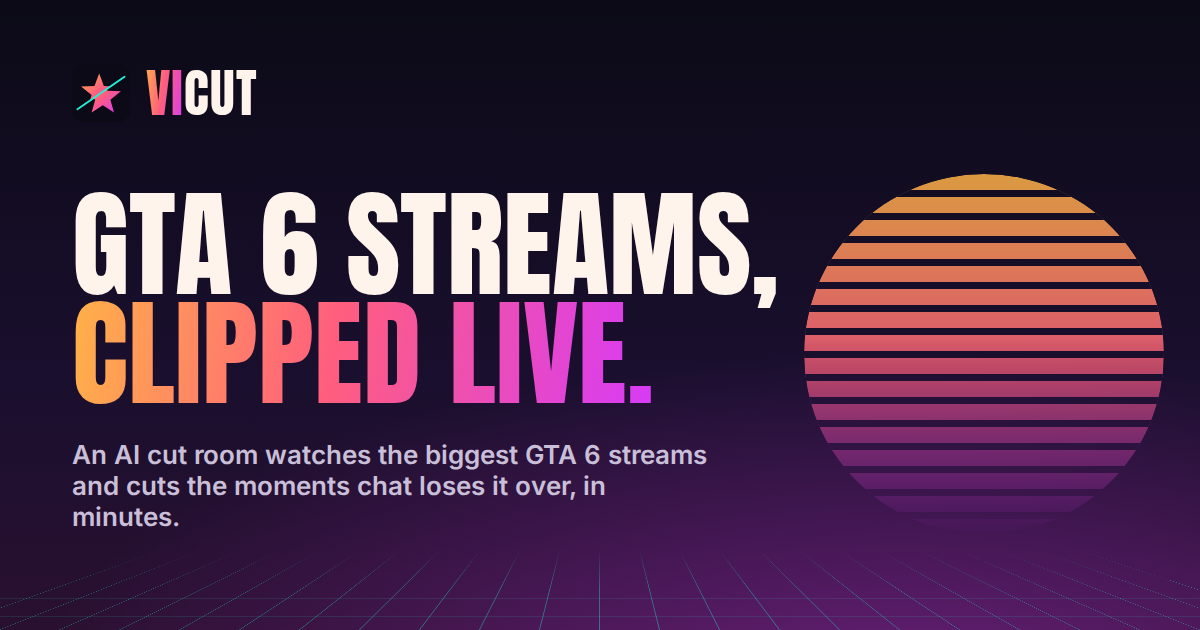 VICUT
GTA 6 STREAMS,
CLIPPED LIVE.
An AI cut room watches the biggest GTA 6 streams
and cuts the moments chat loses it over, in
minutes.